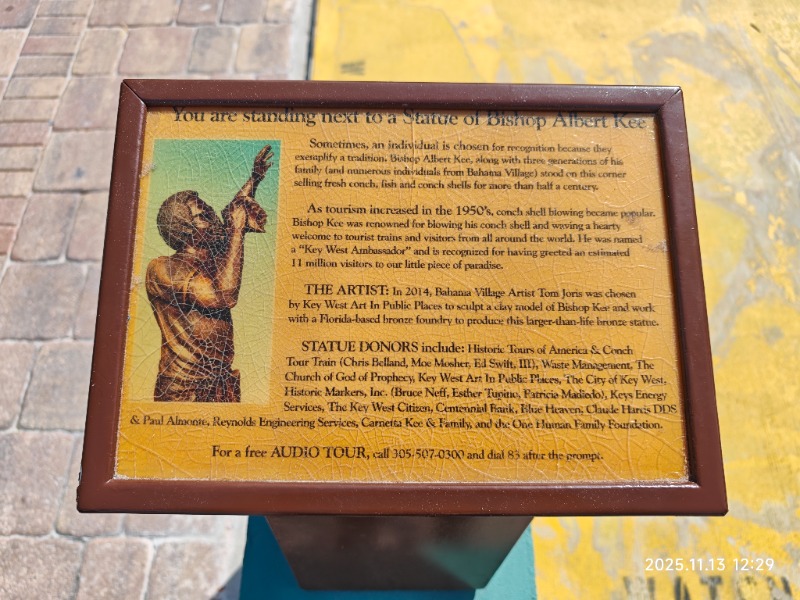 You are standing next to a Statue of Bishop Albert Kee
Sometimes, an individual is chosen for recognition because they
exemplify a tradition. Bishop Albert Kee, along with three generations of his
family (and numerous individuals from Bahama Village) stood on this corner
selling fresh conch, fish and conch shells for more than half a century.
As tourism increased in the 1950's, conch shell blowing became popular.
Bishop Kee was renowned for blowing his conch shell and waving a hearty
welcome to tourist trains and visitors from all around the world. He was named
a "Key West Ambassador" and is recognized for having greeted an estimated
11 million visitors to our little piece of paradise.
THE ARTIST: In 2014, Bahama Village Artist Tom Joris was chosen
by Key West Art In Public Places to sculpt a clay model of Bishop Kee and work
with a Florida-based bronze foundry to produce this larger-than-life bronze statue.
STATUE DONORS include: Historic Tours of America & Conch
Tour Train (Chris Belland, Moe Mosher, Ed Swift, III), Waste Management, The
Church of God of Prophecy, Key West Art In Public Places, The City of Key West,
Historic Markers, Inc. (Bruce Neff, Esther Tupino, Patricia Madiedo), Keys Energy
Services, The Key West Citizen, Centennial Bank, Blue Heaven, Claude Harris DDS
& Paul Almonte, Reynolds Engineering Services, Carnetta Kee & Family, and the One Human Family Foundation.
For a free AUDIO TOUR, call 305-507-0300 and dial 83 after the prompt.
2025.11.13 12:29